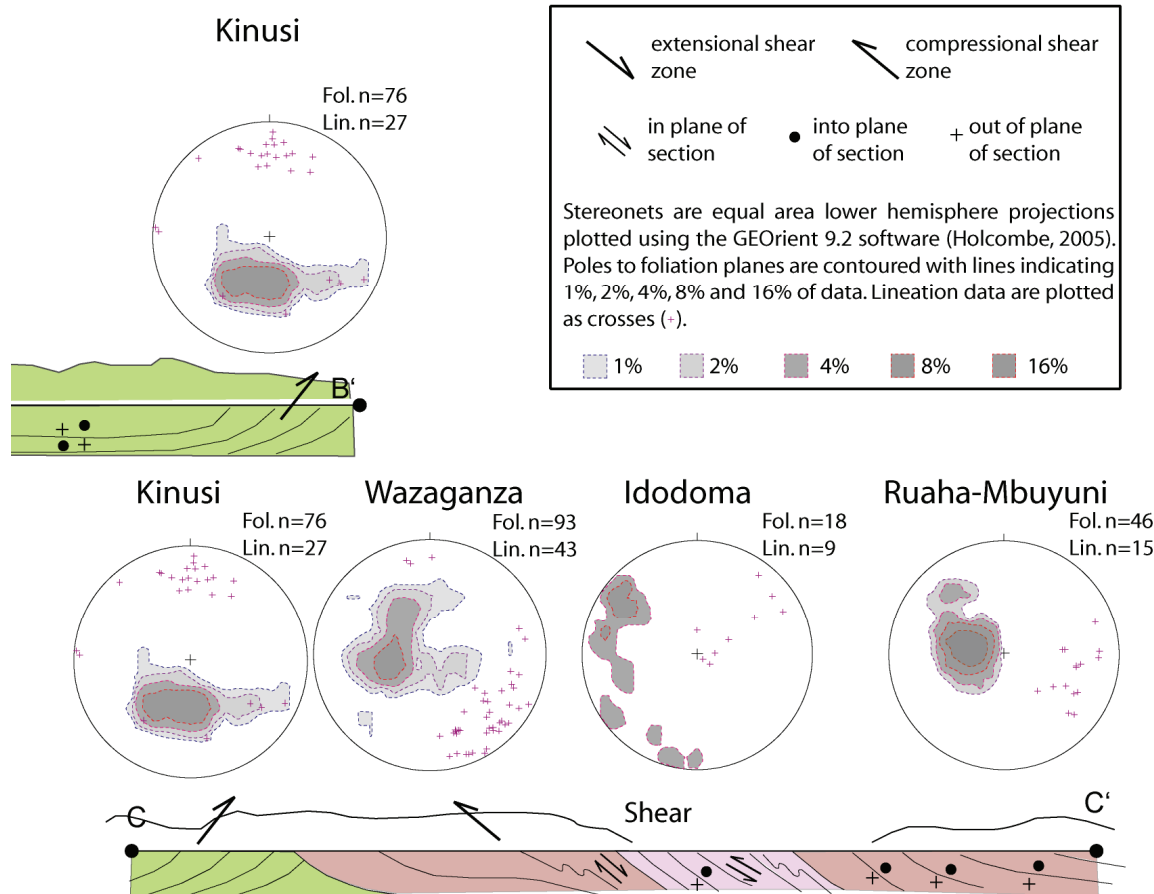 Kinusi
Fol. n=76
Lin. n=27
extensional shear
zone
compressional shear
zone
in plane of
section
into plane
of section
out of plane
of section
Stereonets are equal area lower hemisphere projections
plotted using the GEOrient 9.2 software (Holcombe, 2005).
Poles to foliation planes are contoured with lines indicating
1%, 2%, 4%, 8% and 16% of data. Lineation data are plotted
as crosses (+).
1% 2% 4% 8% 16%
B‘
Kinusi
Fol. n=76
Lin. n=27
Wazaganza
Fol. n=93
Lin. n=43
Idodoma
Fol. n=18
Lin. n=9
Ruaha-Mbuyuni
Fol. n=46
Lin. n=15
C
Shear
C‘